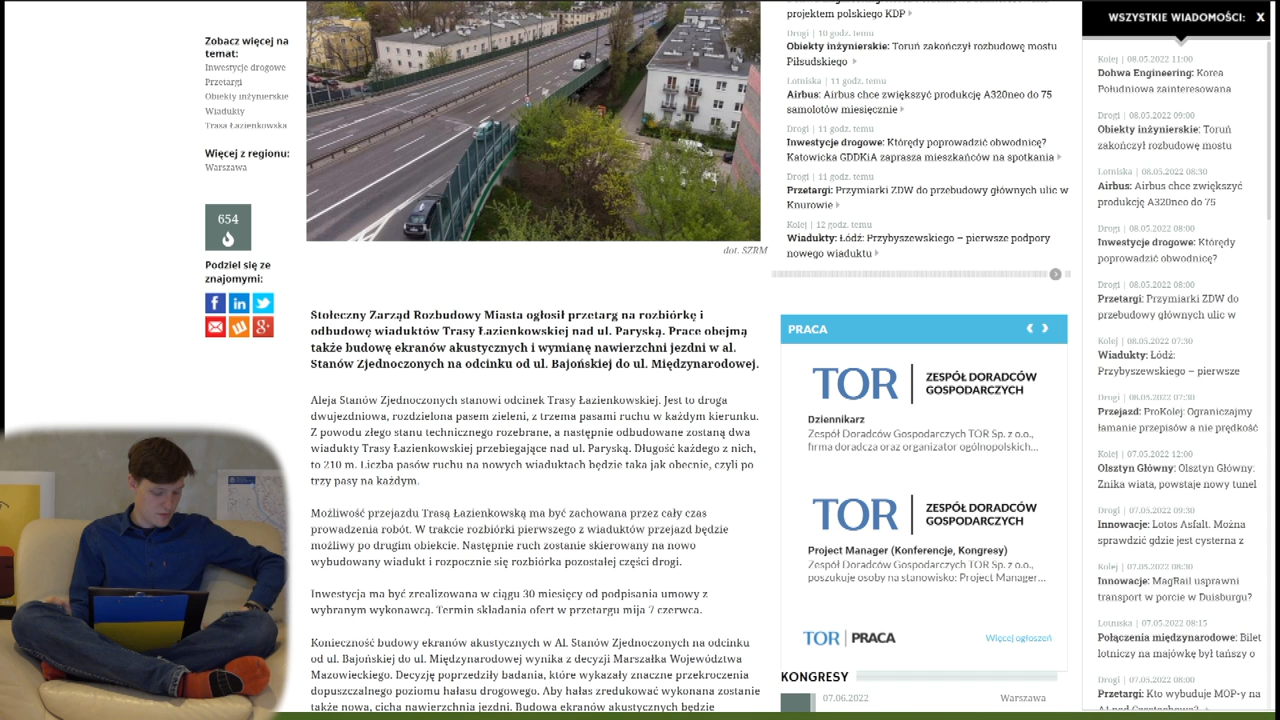 Zobacz więcej na
temat:
Inwestycje drogowe
Przetargi
Obiekty inżynierskie
Wiadukty
Trasa Łazienkowska
Więcej z regionu:
Warszawa
654
Podziel się ze
znajomymi:
dot. SZRM
Stołeczny Zarząd Rozbudowy Miasta ogłosił przetarg na rozbiórkę i
odbudowę wiaduktów Trasy Łazienkowskiej nad ul. Paryską. Prace obejmą
także budowę ekranów akustycznych i wymianę nawierzchni jezdni w al.
Stanów Zjednoczonych na odcinku od ul. Bajońskiej do ul. Międzynarodowej.
Aleja Stanów Zjednoczonych stanowi odcinek Trasy Łazienkowskiej. Jest to droga
dwujezdniowa, rozdzielona pasem zieleni, z trzema pasami ruchu w każdym kierunku.
Z powodu złego stanu technicznego rozebrane, a następnie odbudowane zostaną dwa
wiadukty Trasy Łazienkowskiej przebiegające nad ul. Paryską. Długość każdego z nich,
to 210 m. Liczba pasów ruchu na nowych wiaduktach będzie taka jak obecnie, czyli po
trzy pasy na każdym.
Możliwość przejazdu Trasą Łazienkowską ma być zachowana przez cały czas
prowadzenia robót. W trakcie rozbiórki pierwszego z wiaduktów przejazd będzie
możliwy po drugim obiekcie. Następnie ruch zostanie skierowany na nowo
wybudowany wiadukt i rozpocznie się rozbiórka pozostałej części drogi.
Inwestycja ma być zrealizowana w ciągu 30 miesięcy od podpisania umowy z
wybranym wykonawcą. Termin składania ofert w przetargu mija 7 czerwca.
Konieczność budowy ekranów akustycznych w Al. Stanów Zjednoczonych na odcinku
od ul. Bajońskiej do ul. Międzynarodowej wynika z decyzji Marszałka Województwa
Mazowieckiego. Decyzję poprzedziły badania, które wykazały znaczne przekroczenia
dopuszczalnego poziomu hałasu drogowego. Aby hałas zredukować wykonana zostanie
także nowa, cicha nawierzchnia jezdni. Budowa ekranów akustycznych będzie
projektem polskiego KDP
Drogi | 10 godz. temu
Obiekty inżynierskie: Toruń zakończył rozbudowę mostu
Piłsudskiego
Lotniska | 11 godz. temu
Airbus: Airbus chce zwiększyć produkcję A320neo do 75
samolotów miesięcznie
Drogi | 11 godz. temu
Inwestycje drogowe: Którędy poprowadzić obwodnicę?
Katowicka GDDKiA zaprasza mieszkańców na spotkania
Drogi | 11 godz. temu
Przetargi: Przymiarki ZDW do przebudowy głównych ulic w
Knurowie
Kolej | 12 godz. temu
Wiadukty: Łódź: Przybyszewskiego – pierwsze podpory
nowego wiaduktu
PRACA
TOR | ZESPÓŁ DORADCÓW
GOSPODARCZYCH
Dziennikarz
Zespół Doradców Gospodarczych TOR Sp. z o.o.,
firma doradcza oraz organizator ogólnopolskich...
TOR | ZESPÓŁ DORADCÓW
GOSPODARCZYCH
Project Manager (Konferencje, Kongresy)
Zespół Doradców Gospodarczych TOR Sp. z o.o.,
poszukuje osoby na stanowisko: Project Manager...
TOR | PRACA
Więcej ogłoszeń
KONGRESY
07.06.2022 Warszawa
WSZYSTKIE WIADOMOŚCI: X
Kolej | 08.05.2022 11:00
Dohwa Engineering: Korea
Południowa zainteresowana
Drogi | 08.05.2022 09:00
Obiekty inżynierskie: Toruń
zakończył rozbudowę mostu
Lotniska | 08.05.2022 08:30
Airbus: Airbus chce zwiększyć
produkcję A320neo do 75
Drogi | 08.05.2022 08:00
Inwestycje drogowe: Którędy
poprowadzić obwodnicę?
Drogi | 08.05.2022 08:00
Przetargi: Przymiarki ZDW do
przebudowy głównych ulic w
Kolej | 08.05.2022 07:30
Wiadukty: Łódź:
Przybyszewskiego – pierwsze
Drogi | 08.05.2022 07:30
Przejazd: ProKolej: Ograniczajmy
łamanie przepisów a nie prędkość
Kolej | 07.05.2022 12:00
Olsztyn Główny: Olsztyn Główny:
Znika wiata, powstaje nowy tunel
Drogi | 07.05.2022 09:30
Innowacje: Lotos Asfalt. Można
sprawdzić gdzie jest cysterna z
Kolej | 07.05.2022 08:30
Innowacje: MagRail usprawni
transport w porcie w Duisburgu?
Lotniska | 07.05.2022 08:15
Połączenia międzynarodowe: Bilet
lotniczy na majówkę był tańszy o
Drogi | 07.05.2022 08:00
Przetargi: Kto wybuduje MOP-y na